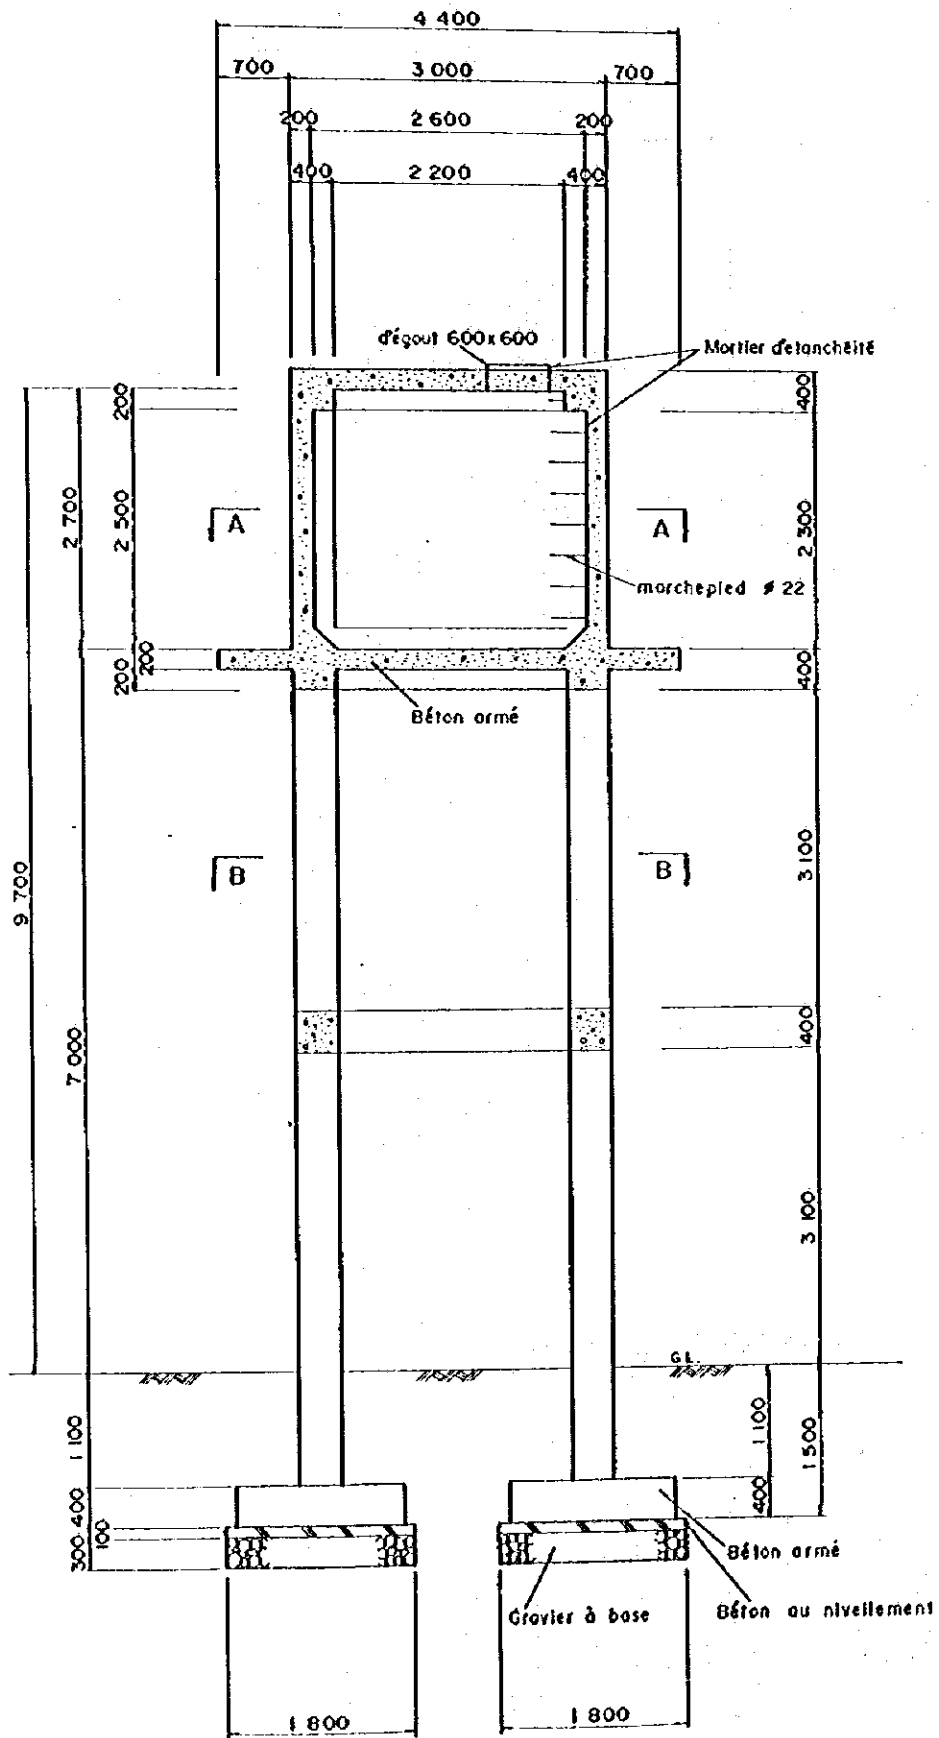 4 400
700 3 000 700
200 2 600 200
400 2 200 400
d'égout 600x600
Mortier d'etanchéité
200
400
2 700
2 500
A
A
2 300
marchepied ø 22
200
200
400
Béton armé
B
B
3 100
9 700
400
7 000
3 100
G L.
1 100
1 100
1 500
400
400
300
100
Béton armé
Gravier à base
Béton au nivellement
1 800
1 800